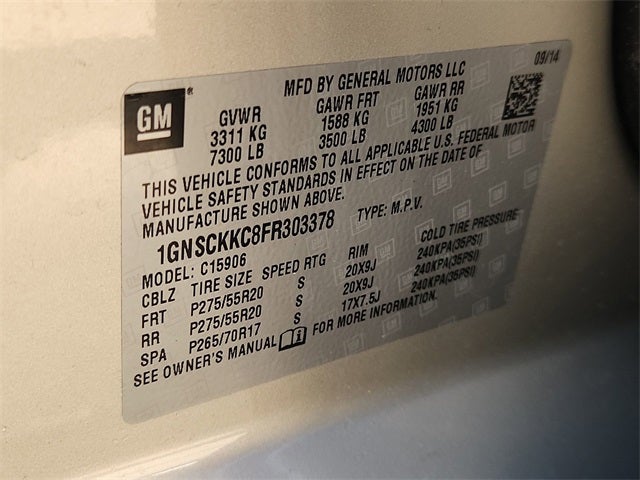 09/14
MFD BY GENERAL MOTORS LLC
GM ®
GVWR GAWR FRT GAWR RR
3311 KG 1588 KG 1951 KG
7300 LB 3500 LB 4300 LB
THIS VEHICLE CONFORMS TO ALL APPLICABLE U.S. FEDERAL MOTOR
VEHICLE SAFETY STANDARDS IN EFFECT ON THE DATE OF
MANUFACTURE SHOWN ABOVE.
1GNSCKKC8FR303378 TYPE: M.P.V.
MODEL: C15906
CBLZ TIRE SIZE SPEED RTG RIM COLD TIRE PRESSURE
FRT P275/55R20 S 20X9J 240KPA(35PSI)
RR P275/55R20 S 20X9J 240KPA(35PSI)
SPA P265/70R17 S 17X7.5J 240KPA(35PSI)
SEE OWNER'S MANUAL FOR MORE INFORMATION.